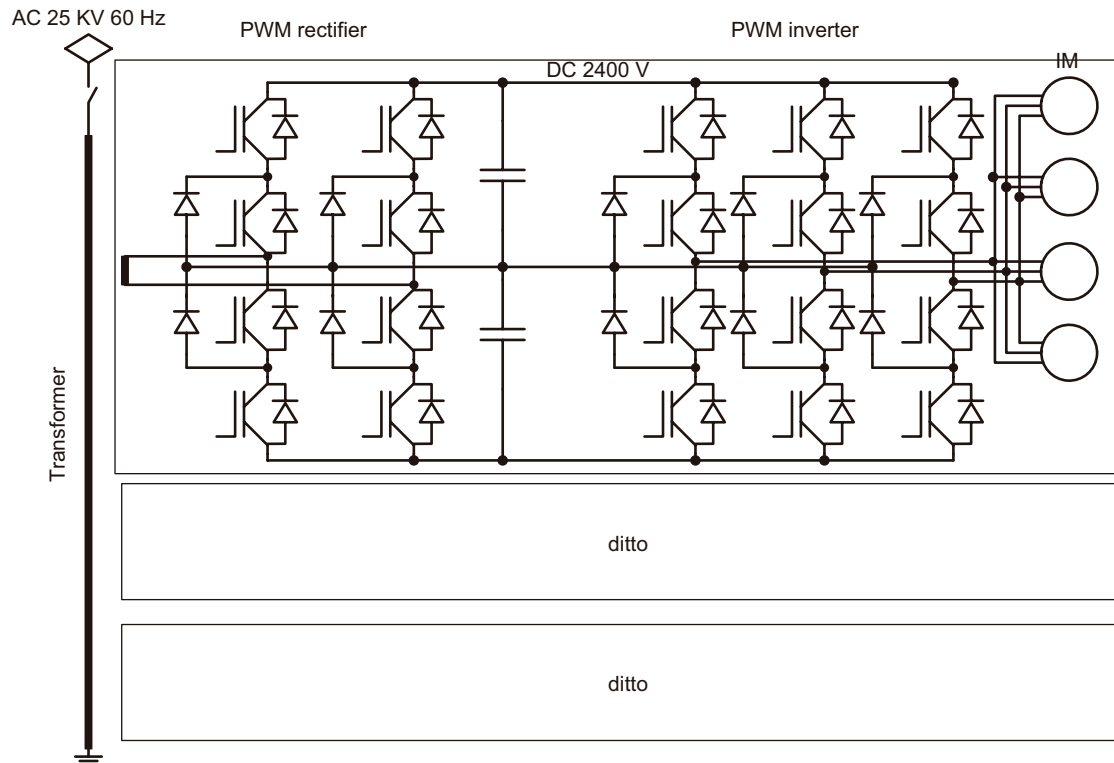 AC 25 KV 60 Hz
PWM rectifier
PWM inverter
DC 2400 V
IM
Transformer
ditto
ditto